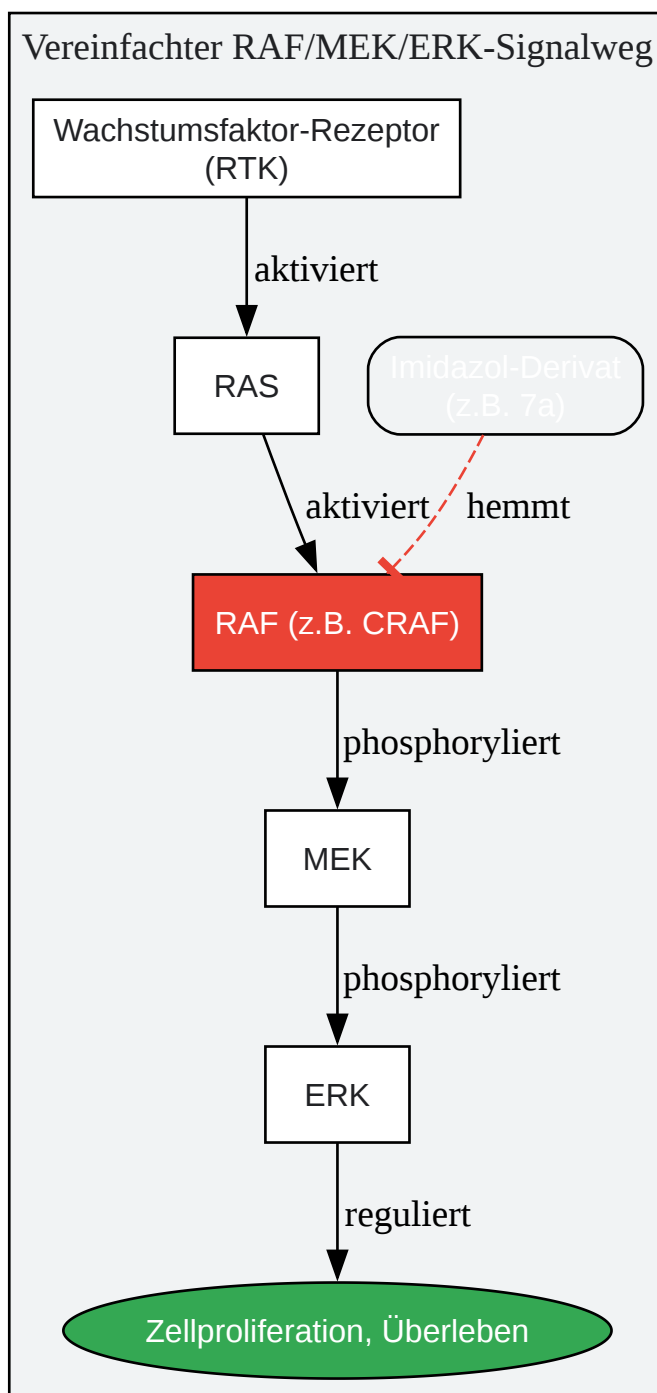 Vereinfachter RAF/MEK/ERK-Signalweg
Wachstumsfaktor-Rezeptor
(RTK)
aktiviert
RAS
Imidazol-Derivat
(z.B. 7a)
aktiviert
hemmt
RAF (z.B. CRAF)
phosphoryliert
MEK
phosphoryliert
ERK
reguliert
Zellproliferation, Überleben